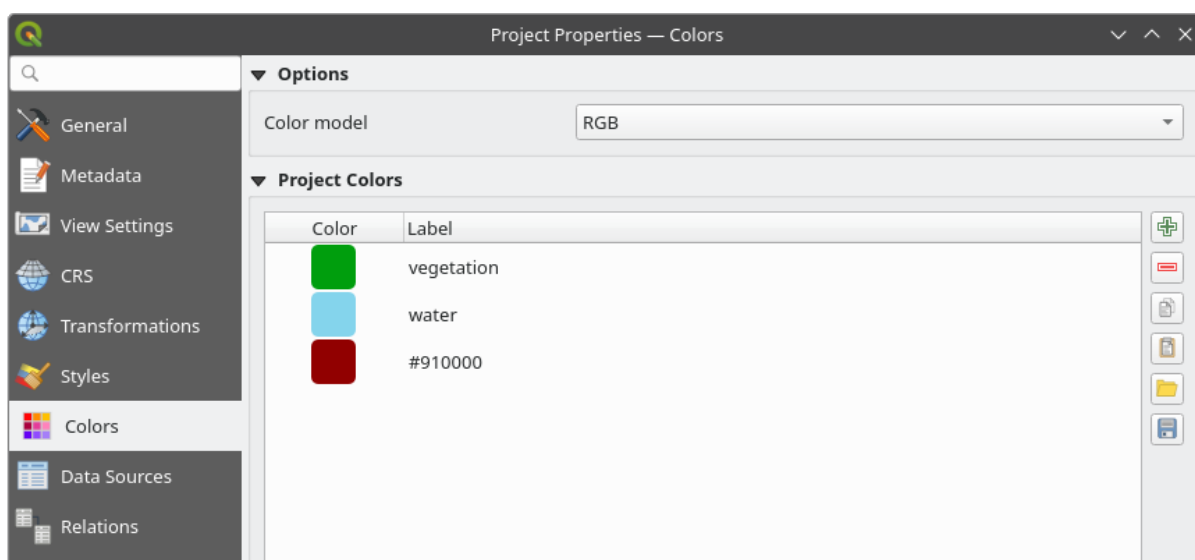 Project Properties — Colors
Options
General
Color model
RGB
Metadata
Project Colors
View Settings
Color Label
CRS
vegetation
water
Transformations
#910000
Styles
Colors
Data Sources
Relations